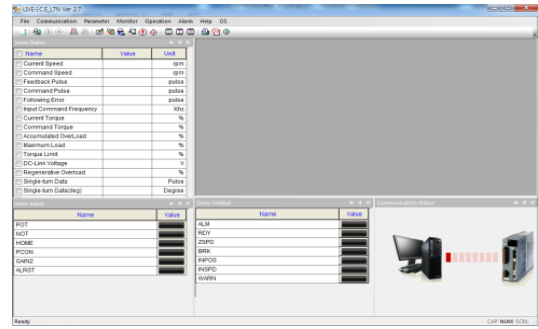 LIVE-ICE_L7N Ver 2.7
File Communication Parameter Monitor Operation Alarm Help OS
Servo Status
Name Value Unit
Current Speed rpm
Command Speed rpm
Feedback Pulse pulse
Command Pulse pulse
Following Error pulse
Input Command Frequency Khz
Current Torque %
Command Torque %
Accumulated OverLoad %
Maximum Load %
Torque Limit %
DC-Link Voltage V
Regenerative Overload %
Single-turn Data Pulse
Single-turn Data(deg) Degree
Servo Input
Name Value
POT
NOT
HOME
PCON
GAIN2
ALRST
Servo Output
Name Value
ALM
RDY
ZSPD
BRK
INPOS
INSPD
WARN
Communication Status
Ready CAP NUM SCRL